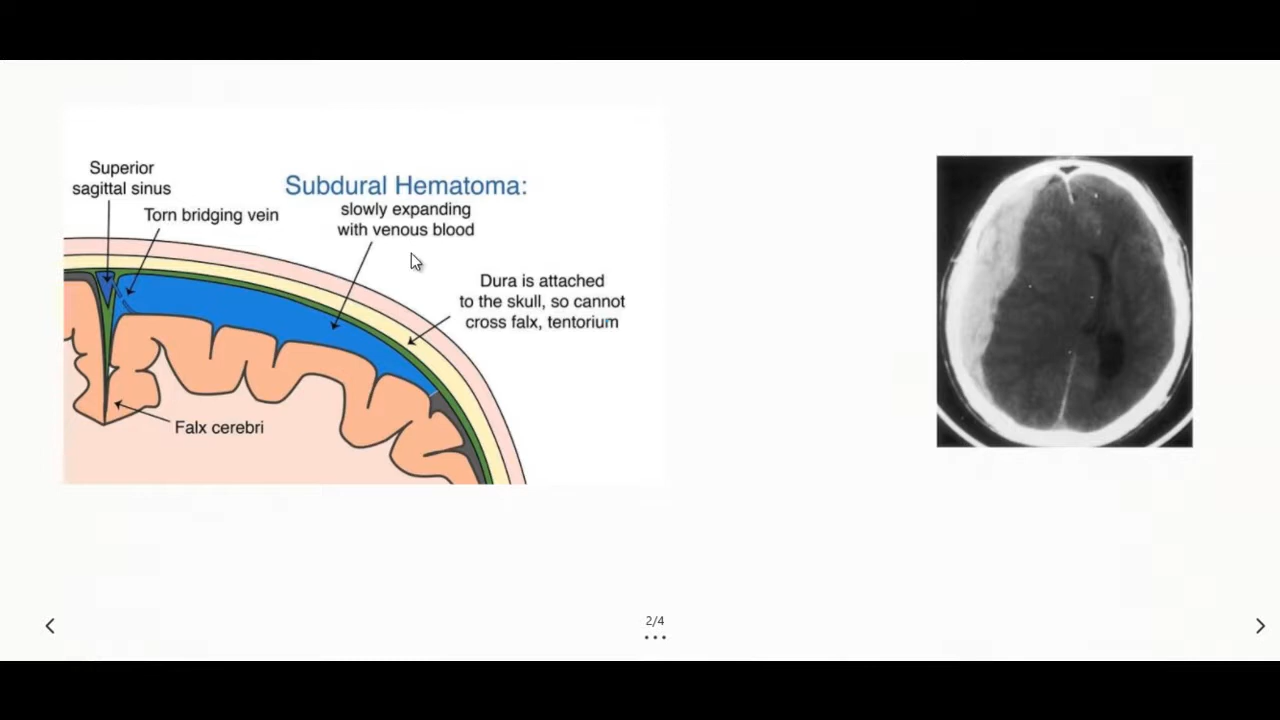 Superior
sagittal sinus
Torn bridging vein
Subdural Hematoma:
slowly expanding
with venous blood
Dura is attached
to the skull, so cannot
cross falx, tentorium
Falx cerebri
2/4